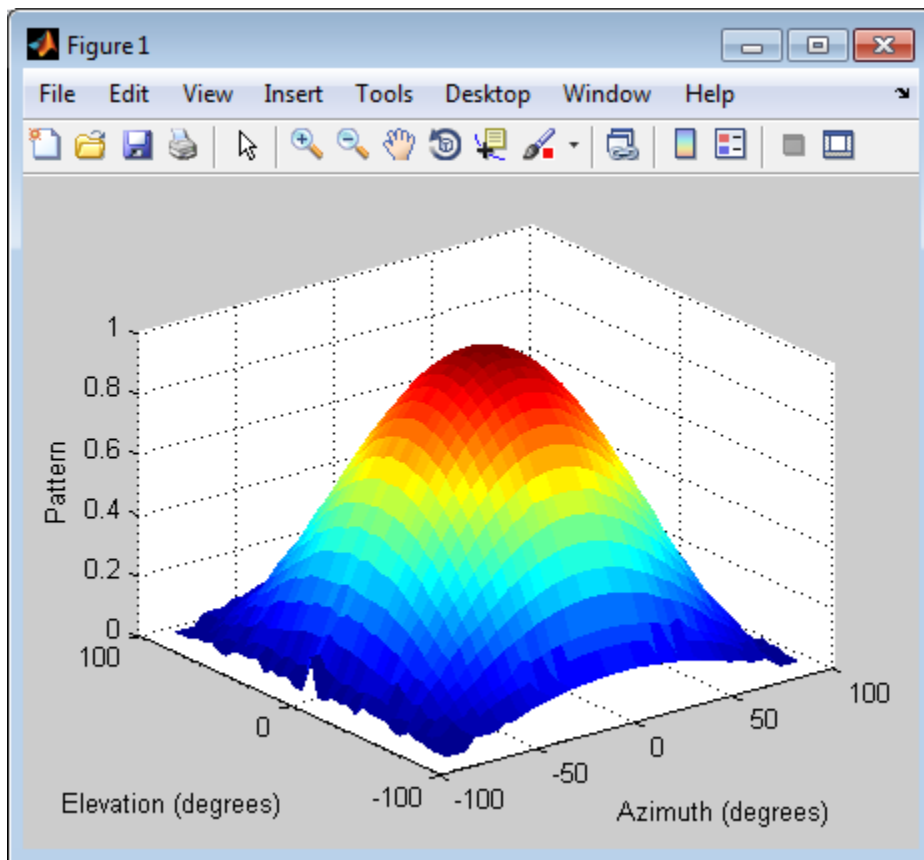 Figure 1
File Edit View Insert Tools Desktop Window Help
1
0.8
0.6
0.4
0.2
0
Pattern
100
0
-100
Elevation (degrees)
-100
-50
0
50
100
Azimuth (degrees)